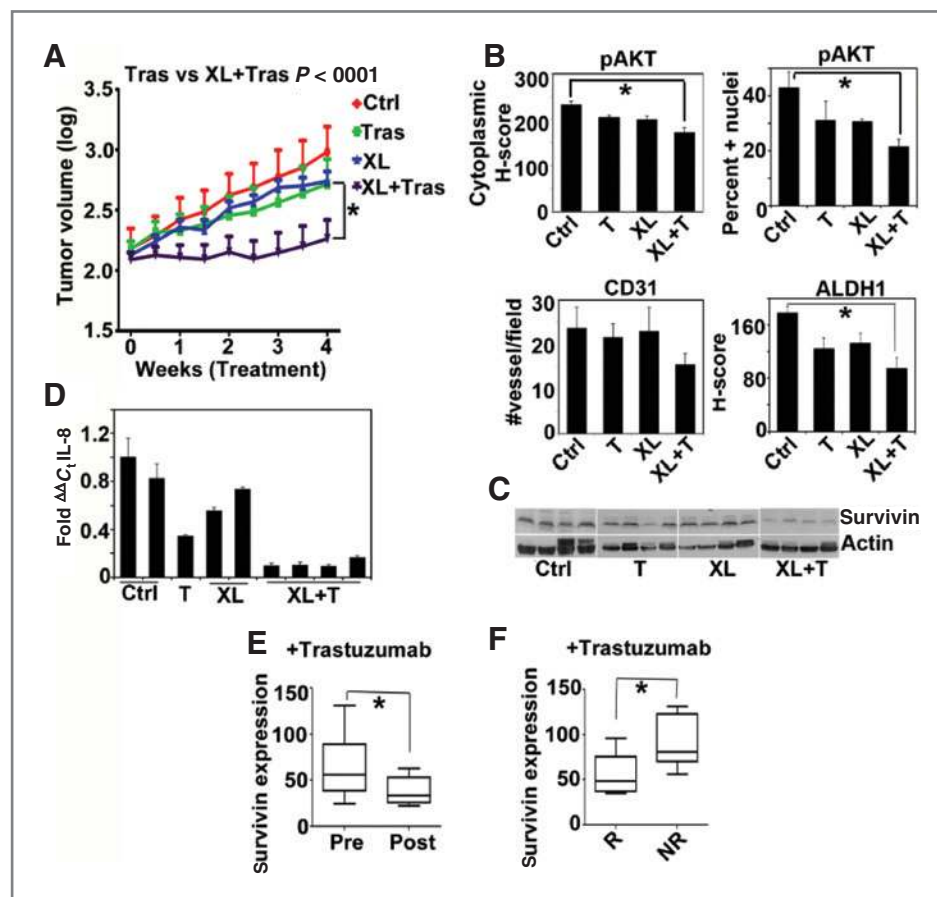 A
Tras vs XL+Tras P < 0001
Tumor volume (log)
3.5
3.0
2.5
2.0
1.5
0 1 2 3 4
Weeks (Treatment)
Ctrl
Tras
XL
XL+Tras
*
B
pAKT
Cytoplasmic
H-score
300
200
100
0
*
Ctrl T XL XL+T
pAKT
Percent + nuclei
40
20
0
*
Ctrl T XL XL+T
CD31
#vessel/field
30
20
10
0
Ctrl T XL XL+T
ALDH1
H-score
160
80
0
*
Ctrl T XL XL+T
C
Survivin
Actin
Ctrl T XL XL+T
D
Fold ΔΔCt IL-8
1.2
0.8
0.4
0
Ctrl T XL XL+T
E
+Trastuzumab
Survivin expression
150
100
50
0
*
Pre Post
F
+Trastuzumab
Survivin expression
150
100
50
0
*
R NR